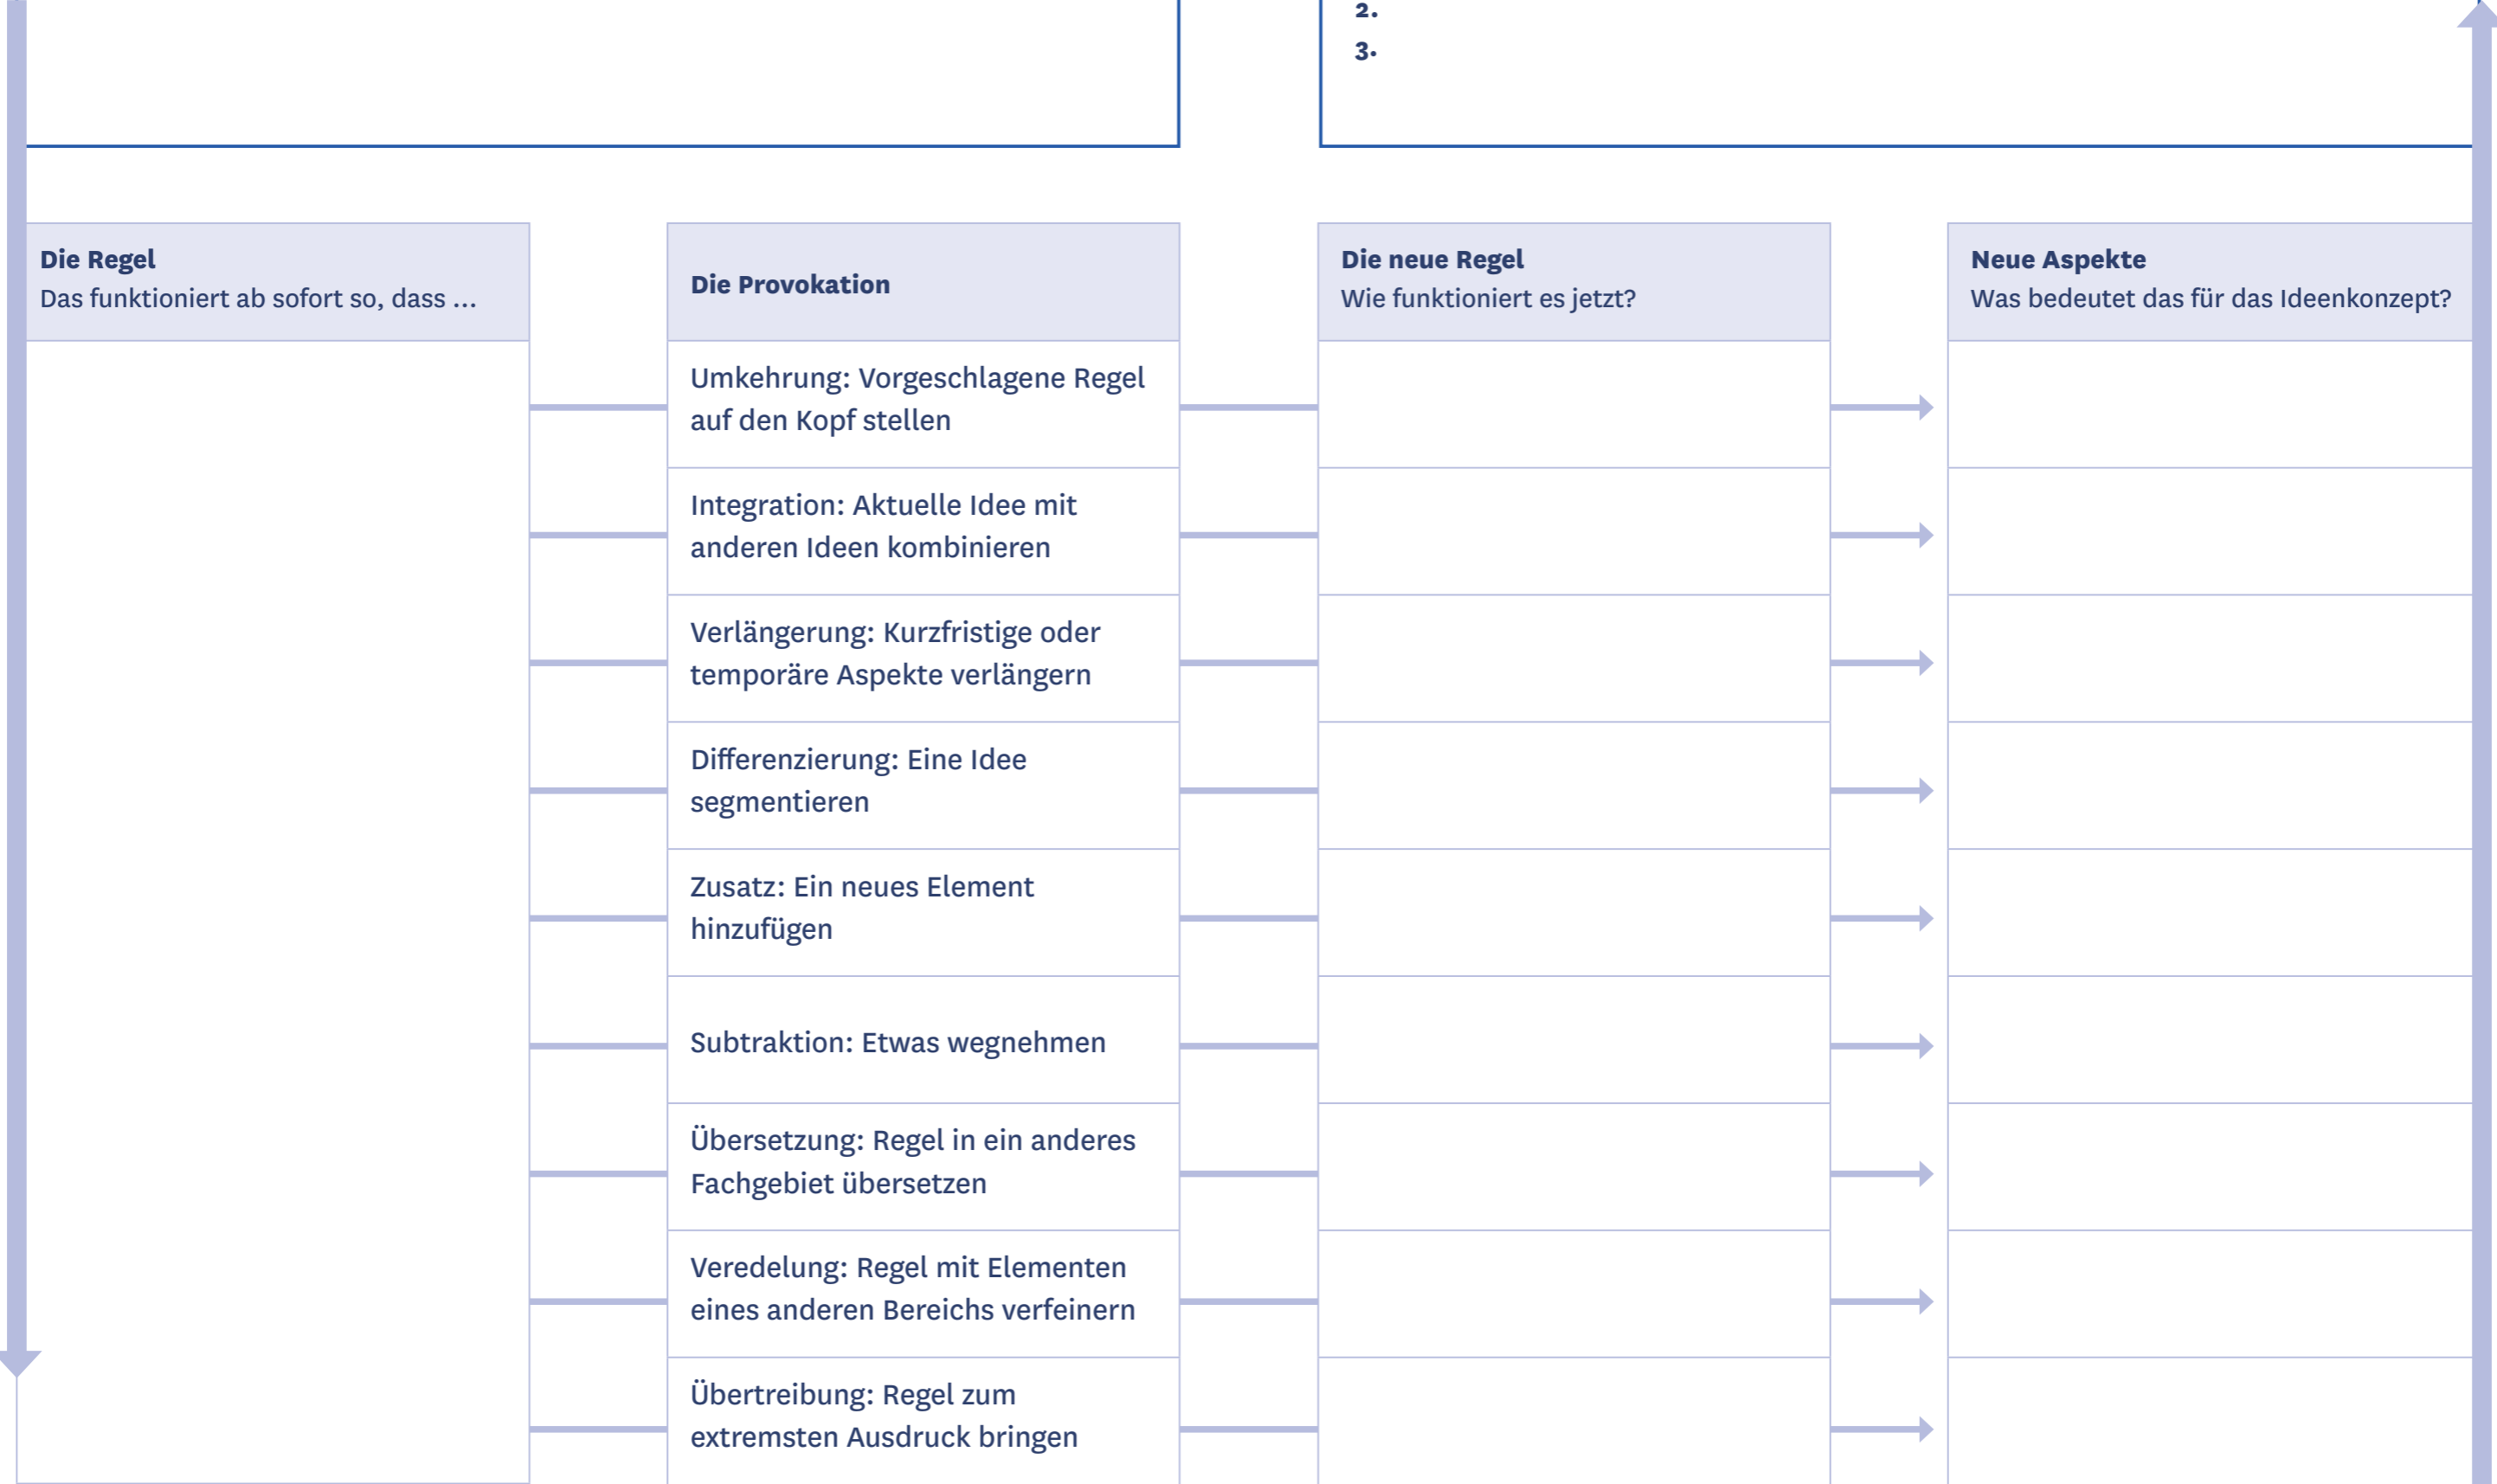 2.
3.
Die Regel
Das funktioniert ab sofort so, dass …
Die Provokation
Die neue Regel
Wie funktioniert es jetzt?
Neue Aspekte
Was bedeutet das für das Ideenkonzept?
Umkehrung: Vorgeschlagene Regel
auf den Kopf stellen
Integration: Aktuelle Idee mit
anderen Ideen kombinieren
Verlängerung: Kurzfristige oder
temporäre Aspekte verlängern
Differenzierung: Eine Idee
segmentieren
Zusatz: Ein neues Element
hinzufügen
Subtraktion: Etwas wegnehmen
Übersetzung: Regel in ein anderes
Fachgebiet übersetzen
Veredelung: Regel mit Elementen
eines anderen Bereichs verfeinern
Übertreibung: Regel zum
extremsten Ausdruck bringen